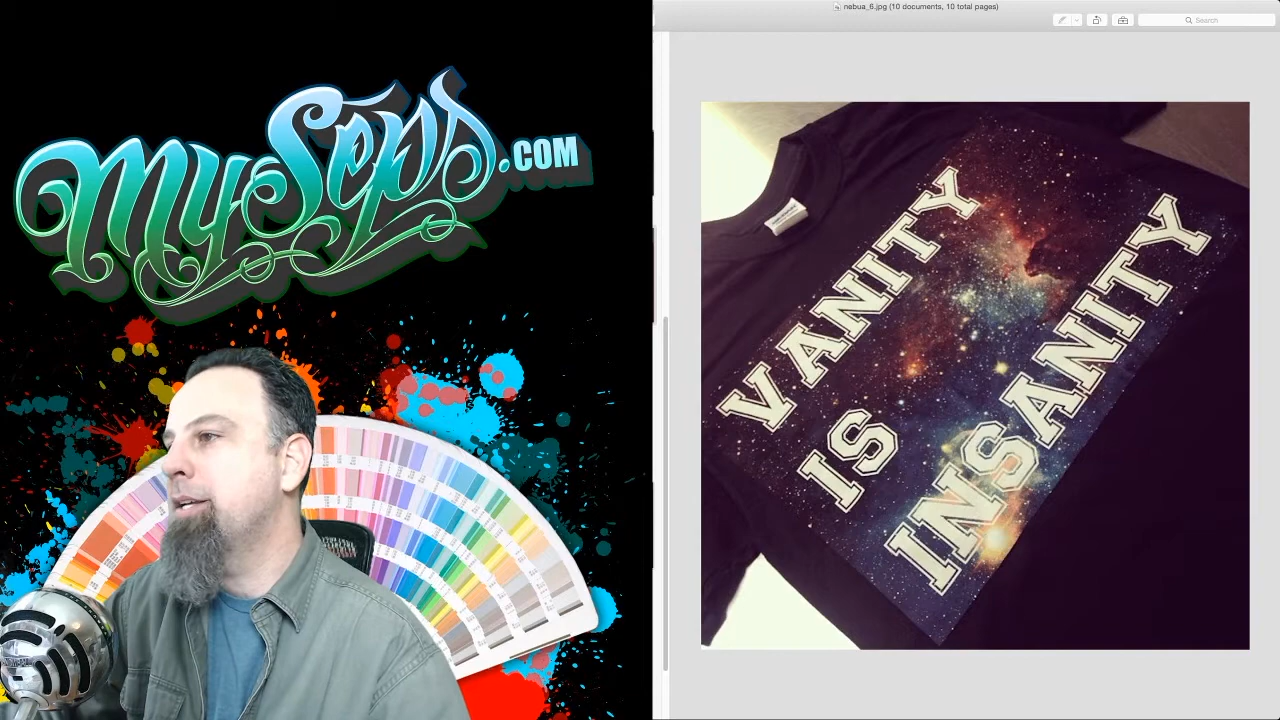 nebua_6.jpg (10 documents, 10 total pages)
Search
MySeps.COM
VANITY
IS
INSANITY